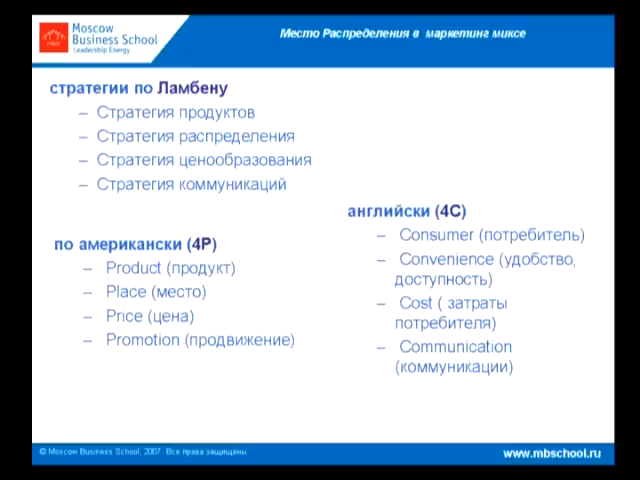 Moscow
Business School
Leadership Energy
Место Распределения в маркетинг миксе
стратегии по Ламбену
– Стратегия продуктов
– Стратегия распределения
– Стратегия ценообразования
– Стратегия коммуникаций
по американски (4P)
– Product (продукт)
– Place (место)
– Price (цена)
– Promotion (продвижение)
английски (4C)
– Consumer (потребитель)
– Convenience (удобство,
доступность)
– Cost ( затраты
потребителя)
– Communication
(коммуникации)
© Moscow Business School, 2007 Все права защищены
www.mbschool.ru